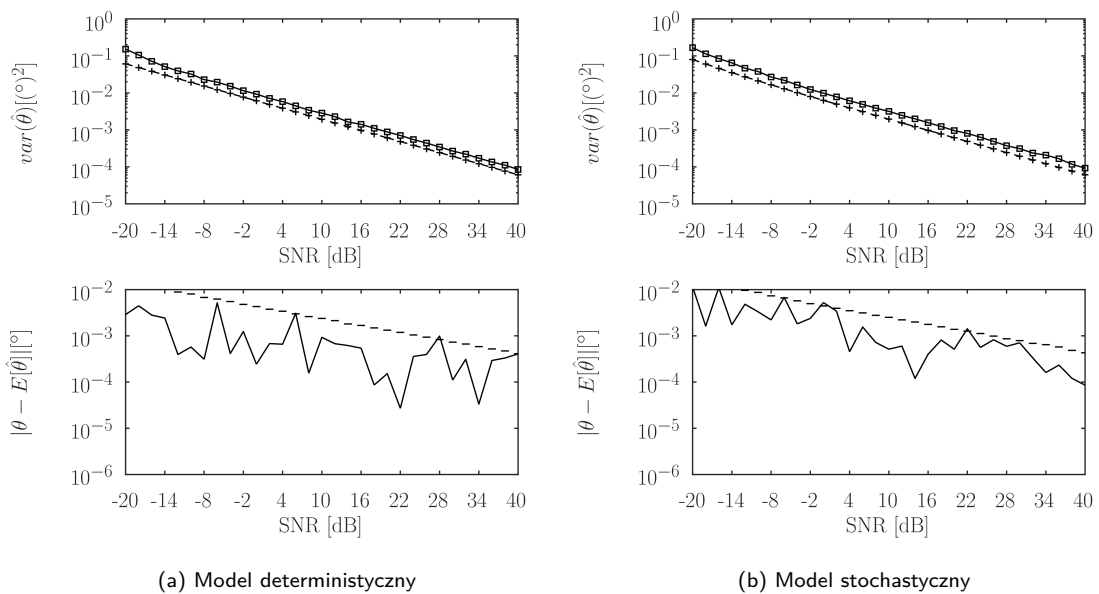 var(θ̂)[(°)²]
10⁰
10⁻¹
10⁻²
10⁻³
10⁻⁴
10⁻⁵
-20 -14 -8 -2 4 10 16 22 28 34 40
SNR [dB]
|θ − E[θ̂]|[°]
10⁻²
10⁻³
10⁻⁴
10⁻⁵
10⁻⁶
-20 -14 -8 -2 4 10 16 22 28 34 40
SNR [dB]
(a) Model deterministyczny
var(θ̂)[(°)²]
10⁰
10⁻¹
10⁻²
10⁻³
10⁻⁴
10⁻⁵
-20 -14 -8 -2 4 10 16 22 28 34 40
SNR [dB]
|θ − E[θ̂]|[°]
10⁻²
10⁻³
10⁻⁴
10⁻⁵
10⁻⁶
-20 -14 -8 -2 4 10 16 22 28 34 40
SNR [dB]
(b) Model stochastyczny